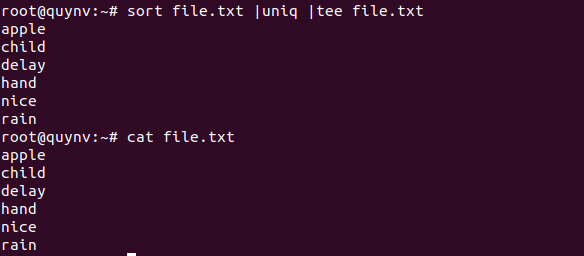 root@quynv:~# sort file.txt |uniq |tee file.txt
apple
child
delay
hand
nice
rain
root@quynv:~# cat file.txt
apple
child
delay
hand
nice
rain